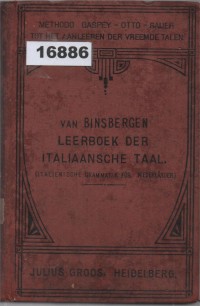 METHODE GASPEY - OTTO - SAUER
TOT HET AANLEEREN DER VREEMDE TALEN
16886
VAN BINSBERGEN
LEERBOEK DER
ITALIAANSCHE TAAL.
JULIUS GROOS, HEIDELBERG.